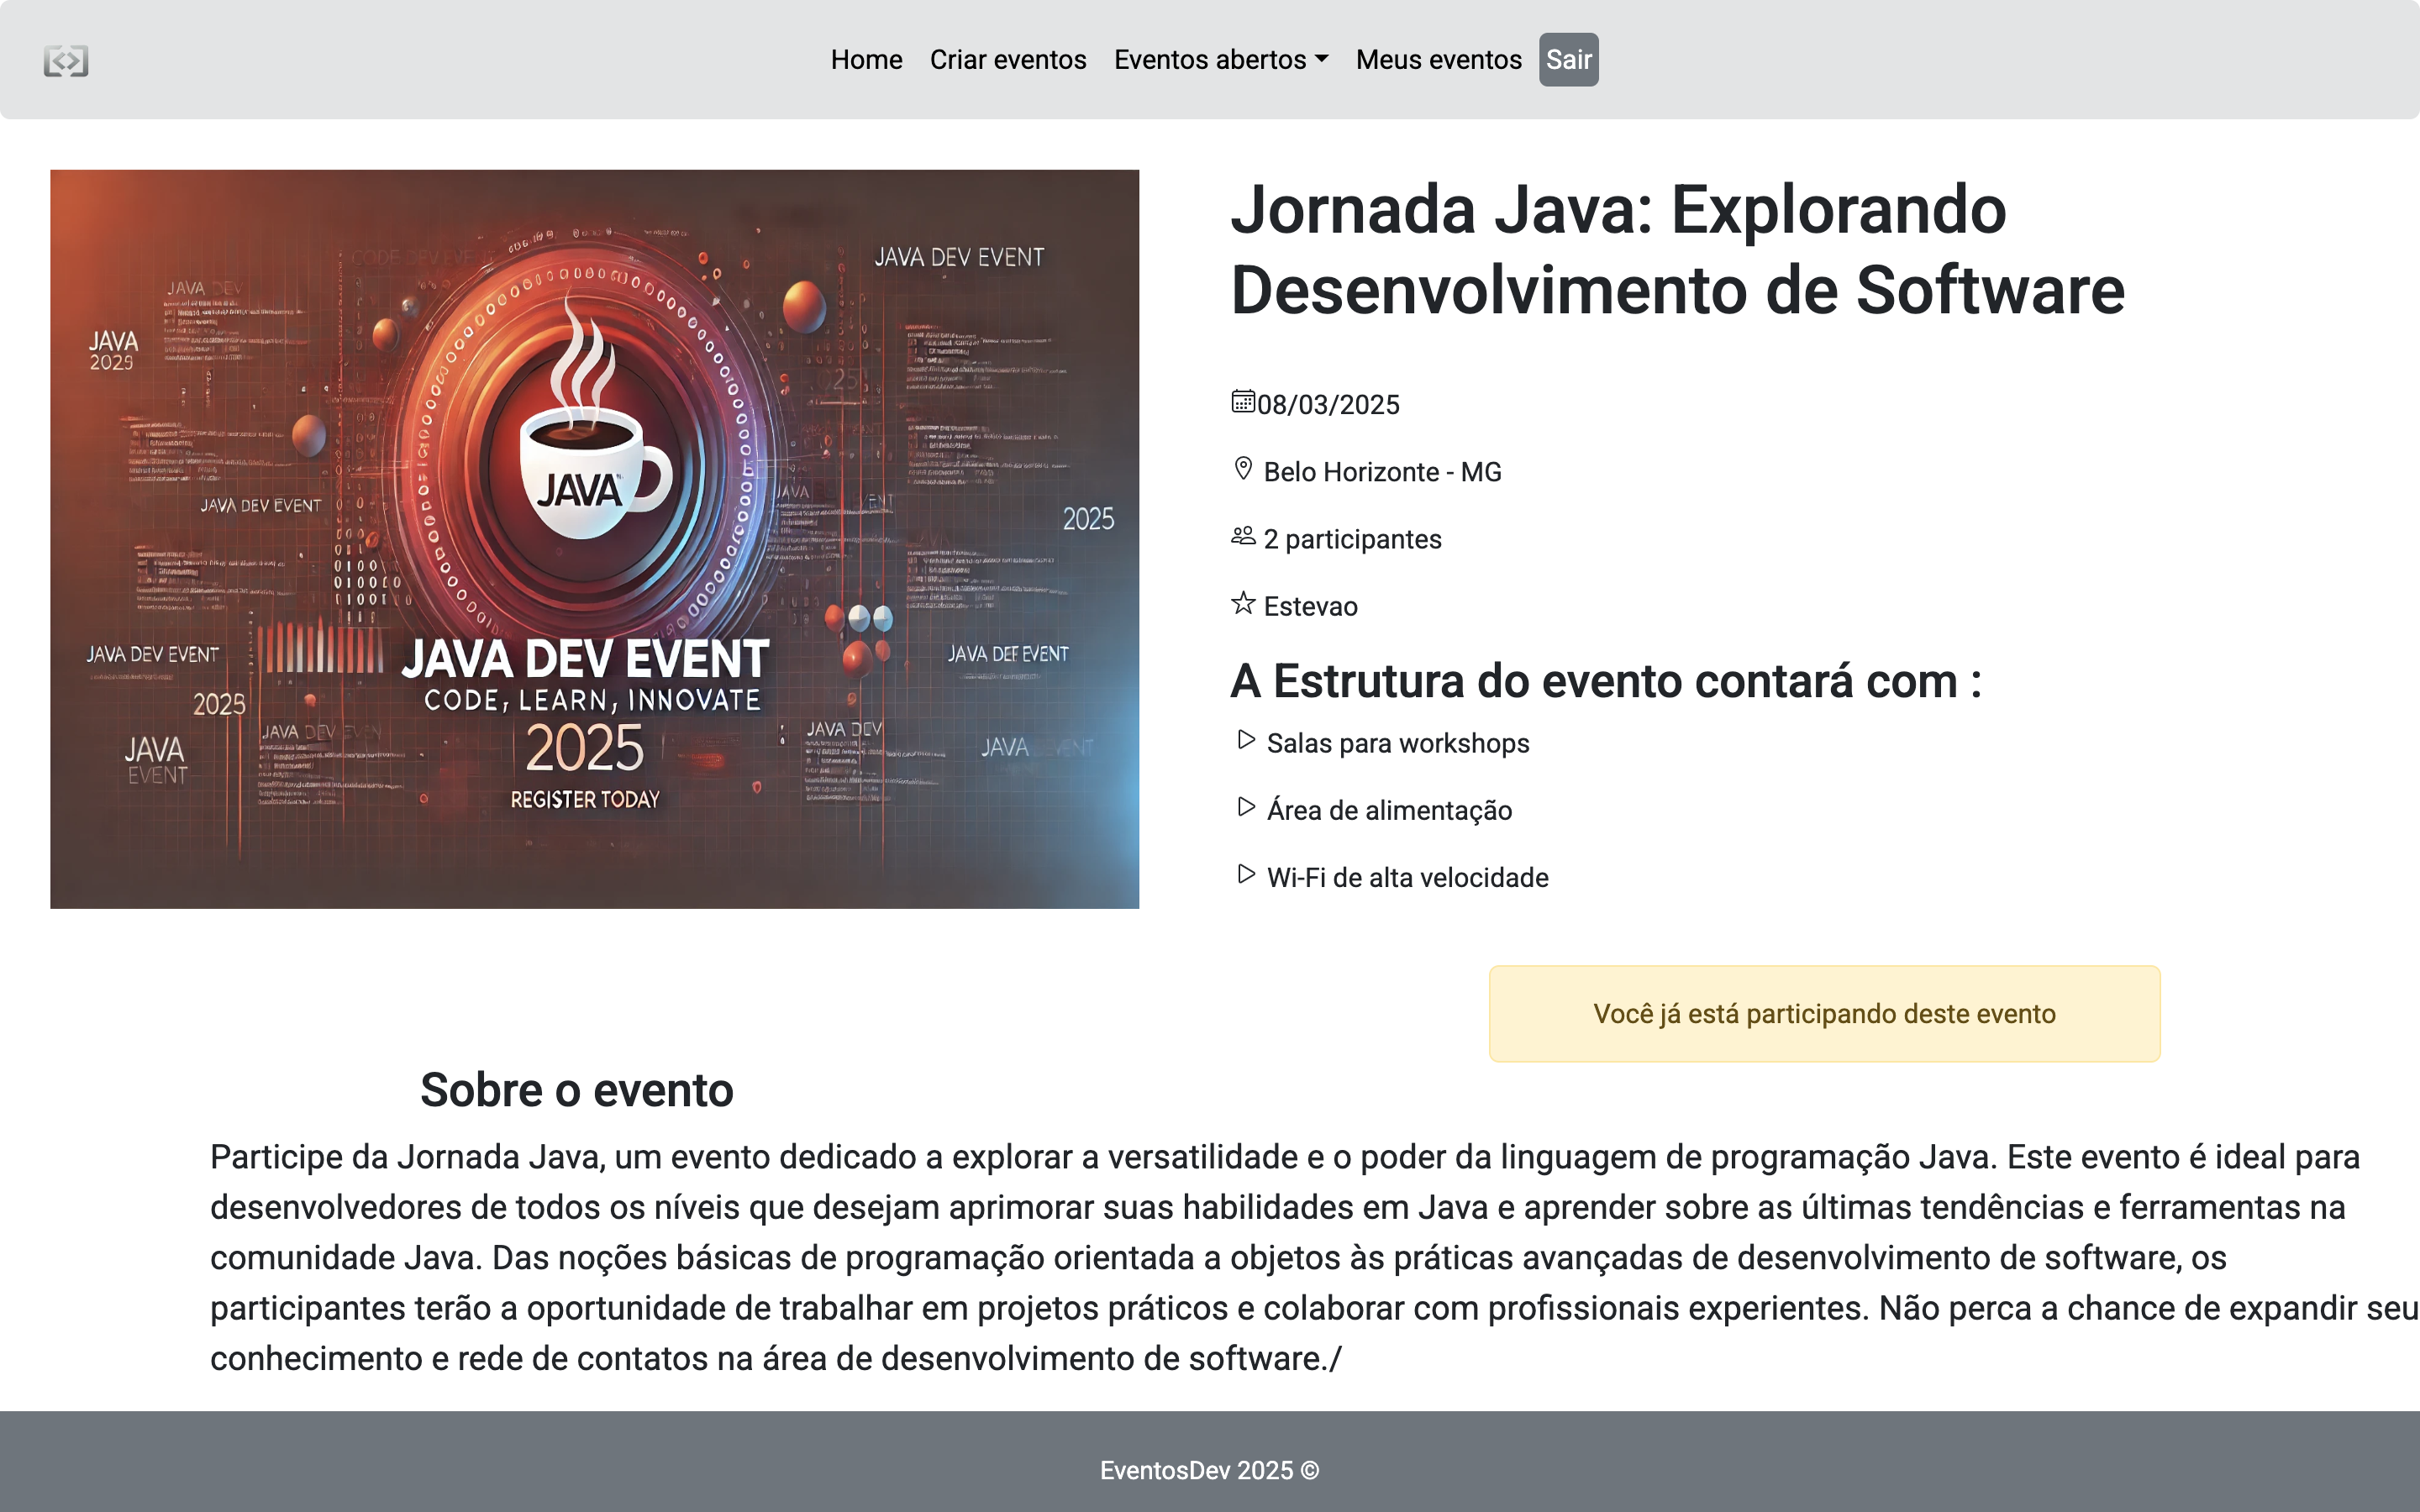 Home Criar eventos Eventos abertos Meus eventos Sair
JAVA DEV EVENT
JAVA DEV
JAVA
2025
JAVA DEV EVENT
JAVA
2025
JAVA DEV EVENT
JAVA DEV EVENT
CODE, LEARN, INNOVATE
2025
REGISTER TODAY
2025
JAVA
EVENT
JAVA DEV
JAVA
Jornada Java: Explorando
Desenvolvimento de Software
08/03/2025
Belo Horizonte - MG
2 participantes
Estevao
A Estrutura do evento contará com :
Salas para workshops
Área de alimentação
Wi-Fi de alta velocidade
Você já está participando deste evento
Sobre o evento
Participe da Jornada Java, um evento dedicado a explorar a versatilidade e o poder da linguagem de programação Java. Este evento é ideal para
desenvolvedores de todos os níveis que desejam aprimorar suas habilidades em Java e aprender sobre as últimas tendências e ferramentas na
comunidade Java. Das noções básicas de programação orientada a objetos às práticas avançadas de desenvolvimento de software, os
participantes terão a oportunidade de trabalhar em projetos práticos e colaborar com profissionais experientes. Não perca a chance de expandir seu
conhecimento e rede de contatos na área de desenvolvimento de software./
EventosDev 2025 ©